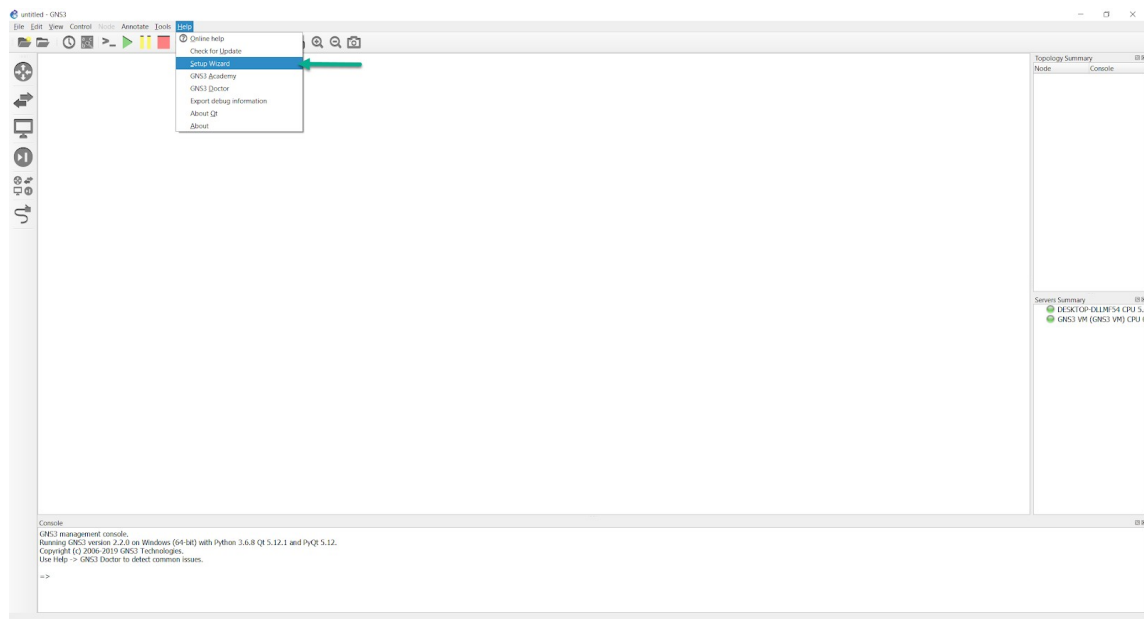 untitled - GNS3
File Edit View Control Node Annotate Tools Help
Online help
Check for Update
Setup Wizard
GNS3 Academy
GNS3 Doctor
Export debug information
About Qt
About
Topology Summary
Node Console
Servers Summary
DESKTOP-DLLMF54 CPU 5.
GNS3 VM (GNS3 VM) CPU
Console
GNS3 management console.
Running GNS3 version 2.2.0 on Windows (64-bit) with Python 3.6.8 Qt 5.12.1 and PyQt 5.12.
Copyright (c) 2006-2019 GNS3 Technologies.
Use Help -> GNS3 Doctor to detect common issues.
=>